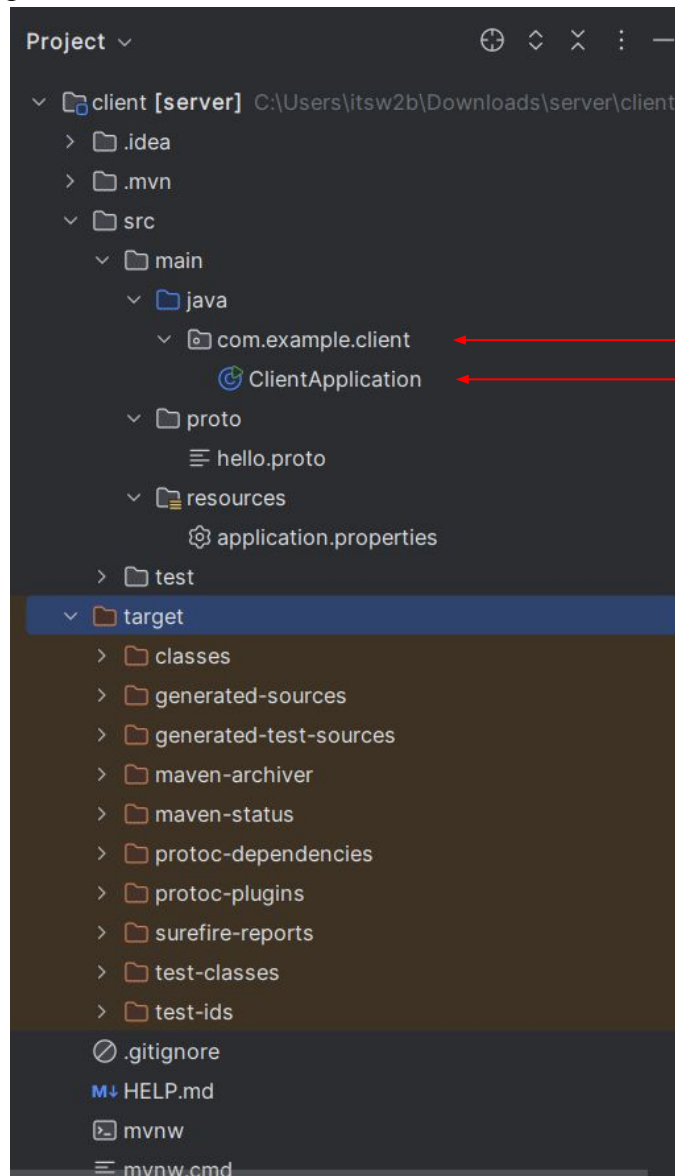 Project
client [server] C:\Users\itsw2b\Downloads\server\client
.idea
.mvn
src
main
java
com.example.client
ClientApplication
proto
hello.proto
resources
application.properties
test
target
classes
generated-sources
generated-test-sources
maven-archiver
maven-status
protoc-dependencies
protoc-plugins
surefire-reports
test-classes
test-ids
.gitignore
M↓ HELP.md
mvnw
mvnw.cmd